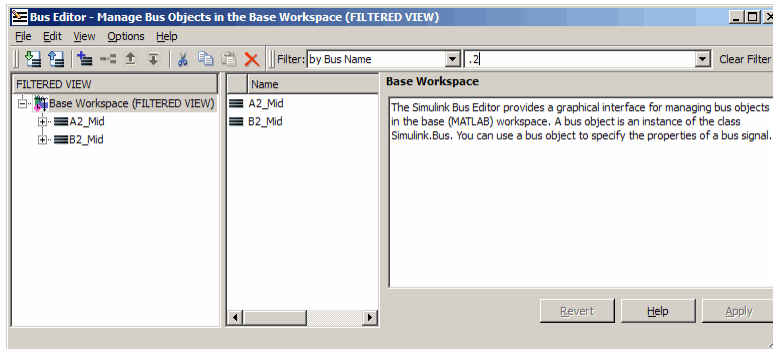 Bus Editor - Manage Bus Objects in the Base Workspace (FILTERED VIEW)
File Edit View Options Help
Filter: by Bus Name .2 Clear Filter
FILTERED VIEW
Base Workspace (FILTERED VIEW)
A2_Mid
B2_Mid
Name
A2_Mid
B2_Mid
Base Workspace
The Simulink Bus Editor provides a graphical interface for managing bus objects
in the base (MATLAB) workspace. A bus object is an instance of the class
Simulink.Bus. You can use a bus object to specify the properties of a bus signal.
Revert Help Apply